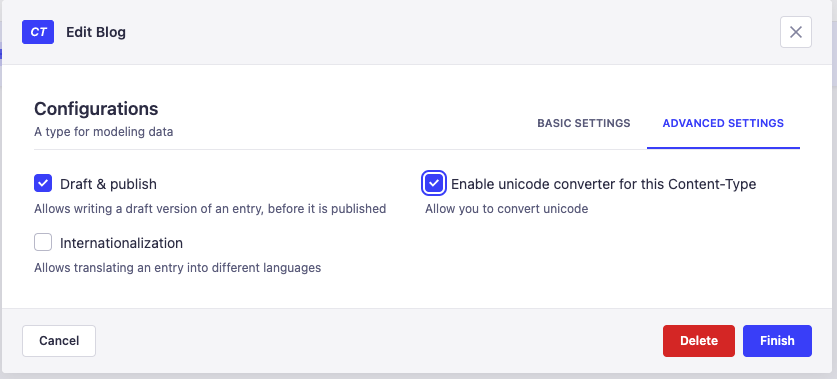 CT Edit Blog
Configurations
A type for modeling data
BASIC SETTINGS ADVANCED SETTINGS
Draft & publish
Allows writing a draft version of an entry, before it is published
Enable unicode converter for this Content-Type
Allow you to convert unicode
Internationalization
Allows translating an entry into different languages
Cancel Delete Finish